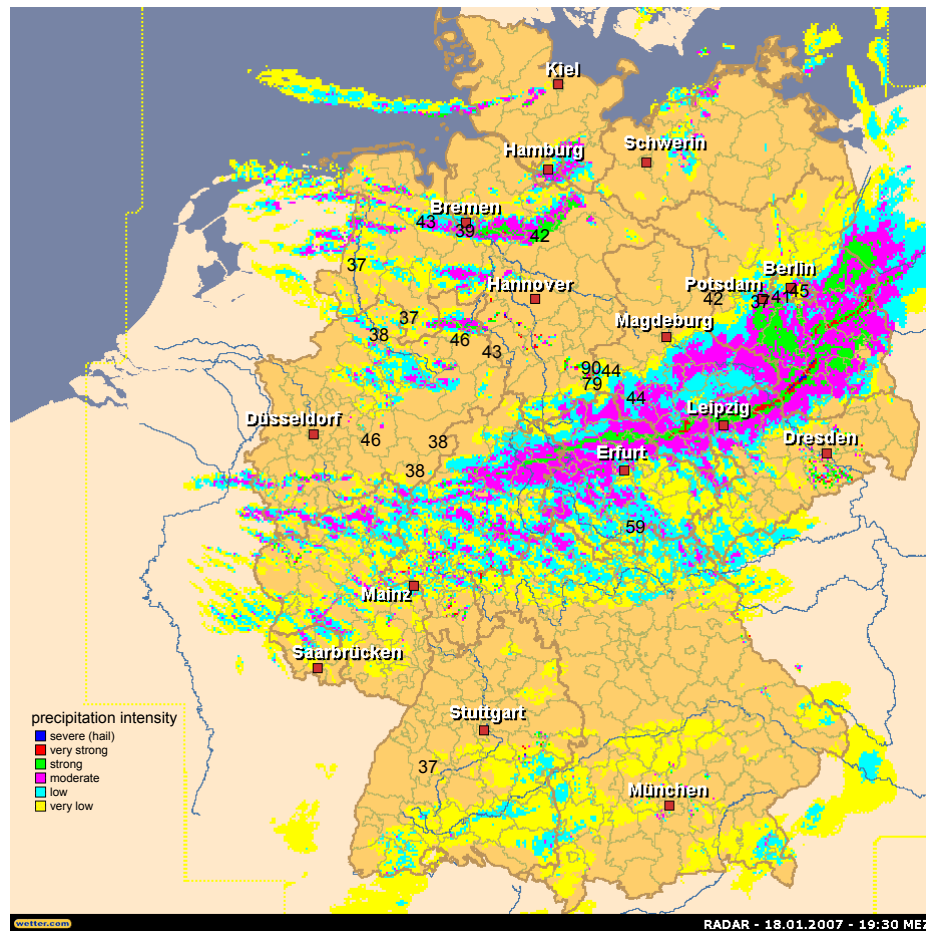 Kiel
Schwerin
Hamburg
Bremen
43
39
42
37
Berlin
Potsdam
45
41
37
42
Hannover
37
38
46
43
Magdeburg
90
44
79
44
Leipzig
Düsseldorf
46
38
Dresden
Erfurt
38
59
Mainz
Saarbrücken
Stuttgart
37
München
precipitation intensity
severe (hail)
very strong
strong
moderate
low
very low
wetter.com
RADAR - 18.01.2007 - 19:30 MEZ